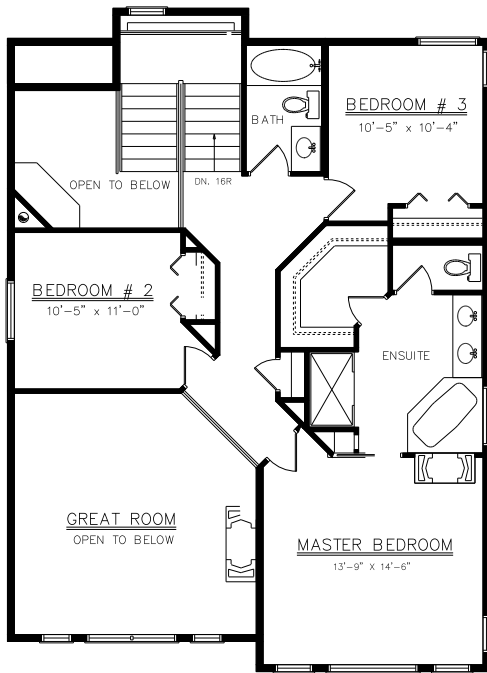 BEDROOM # 3
10'-5" x 10'-4"
BATH
OPEN TO BELOW
DN. 16R
BEDROOM # 2
10'-5" x 11'-0"
ENSUITE
GREAT ROOM
OPEN TO BELOW
MASTER BEDROOM
13'-9" X 14'-6"